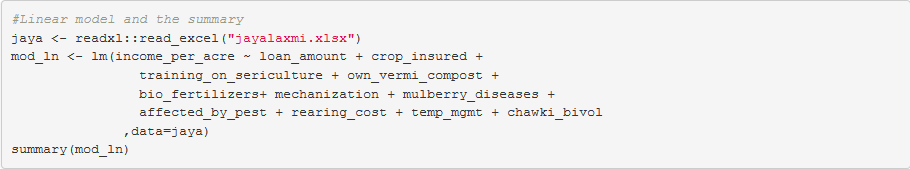 #Linear model and the summary
jaya <- readxl::read_excel("jayalaxmi.xlsx")
mod_ln <- lm(income_per_acre ~ loan_amount + crop_insured +
training_on_sericulture + own_vermi_compost +
bio_fertilizers+ mechanization + mulberry_diseases +
affected_by_pest + rearing_cost + temp_mgmt + chawki_bivol
,data=jaya)
summary(mod_ln)